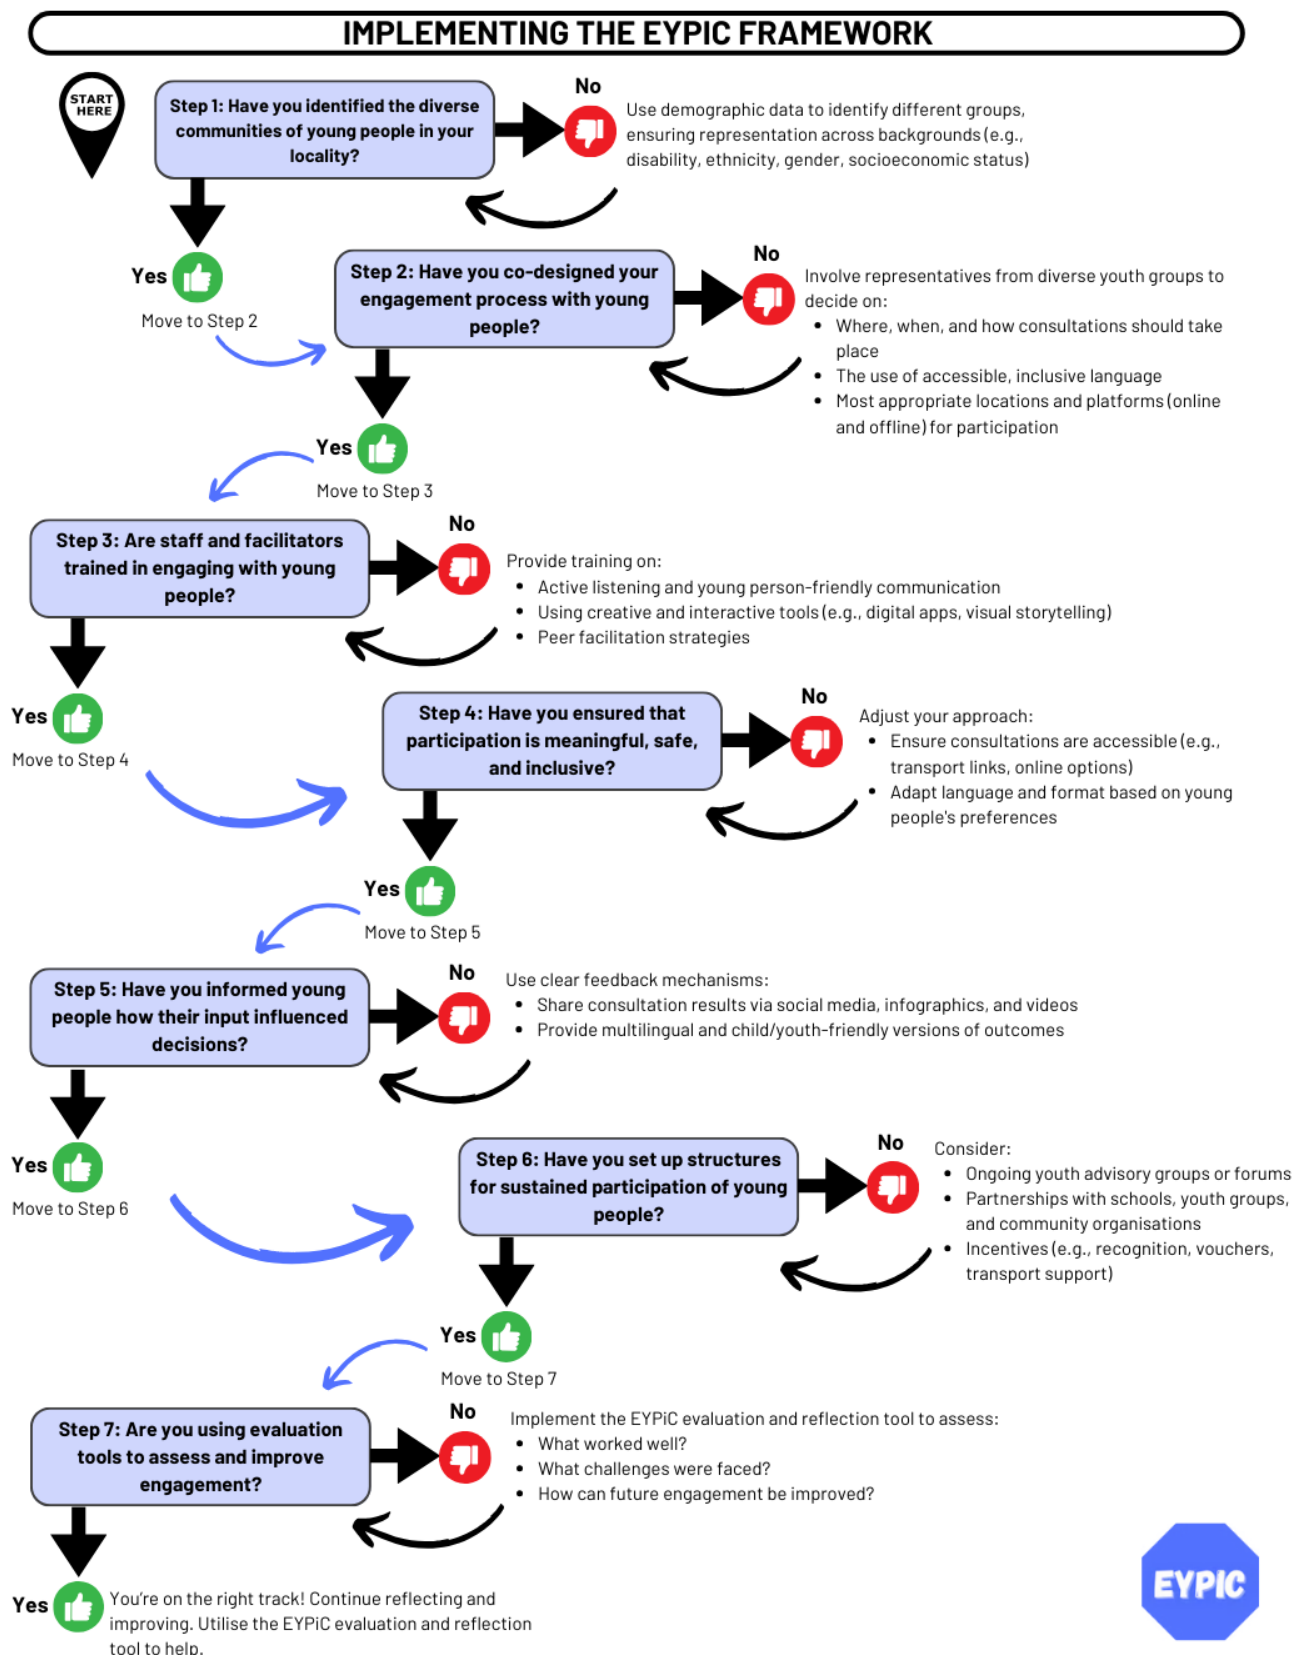 IMPLEMENTING THE EYPIC FRAMEWORK
START
HERE
Step 1: Have you identified the diverse
communities of young people in your
locality?
No
Use demographic data to identify different groups,
ensuring representation across backgrounds (e.g.,
disability, ethnicity, gender, socioeconomic status)
Yes
Move to Step 2
Step 2: Have you co-designed your
engagement process with young
people?
No
Involve representatives from diverse youth groups to
decide on:
• Where, when, and how consultations should take
place
• The use of accessible, inclusive language
• Most appropriate locations and platforms (online
and offline) for participation
Yes
Move to Step 3
Step 3: Are staff and facilitators
trained in engaging with young
people?
No
Provide training on:
• Active listening and young person-friendly communication
• Using creative and interactive tools (e.g., digital apps, visual storytelling)
• Peer facilitation strategies
Yes
Move to Step 4
Step 4: Have you ensured that
participation is meaningful, safe,
and inclusive?
No
Adjust your approach:
• Ensure consultations are accessible (e.g.,
transport links, online options)
• Adapt language and format based on young
people's preferences
Yes
Move to Step 5
Step 5: Have you informed young
people how their input influenced
decisions?
No
Use clear feedback mechanisms:
• Share consultation results via social media, infographics, and videos
• Provide multilingual and child/youth-friendly versions of outcomes
Yes
Move to Step 6
Step 6: Have you set up structures
for sustained participation of young
people?
No
Consider:
• Ongoing youth advisory groups or forums
• Partnerships with schools, youth groups,
and community organisations
• Incentives (e.g., recognition, vouchers,
transport support)
Yes
Move to Step 7
Step 7: Are you using evaluation
tools to assess and improve
engagement?
No
Implement the EYPiC evaluation and reflection tool to assess:
• What worked well?
• What challenges were faced?
• How can future engagement be improved?
Yes
You're on the right track! Continue reflecting and
improving. Utilise the EYPiC evaluation and reflection
tool to help.
EYPIC